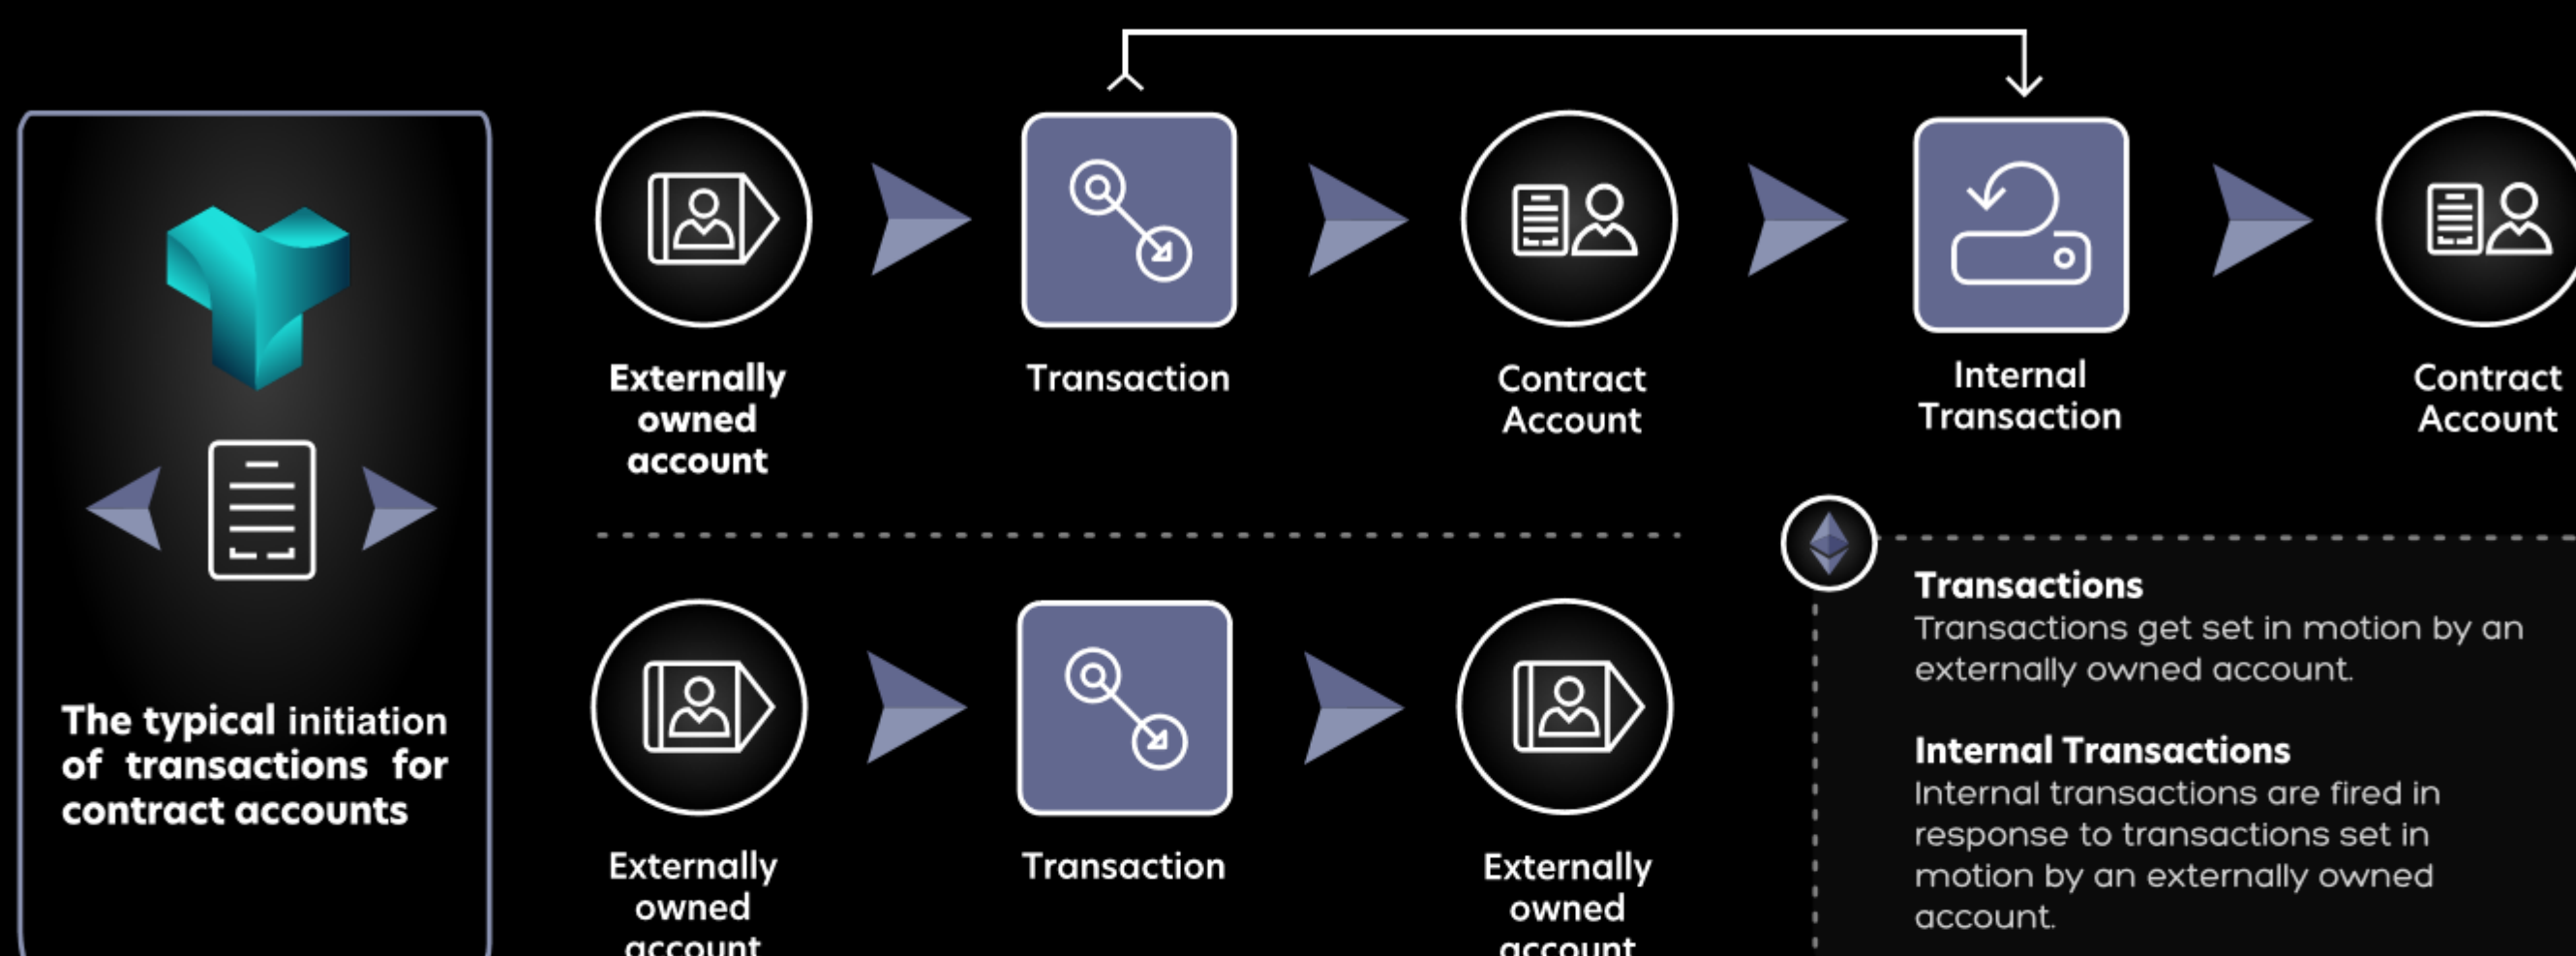 Externally
owned
account
Transaction
Contract
Account
Internal
Transaction
Contract
Account
The typical initiation
of transactions for
contract accounts
Externally
owned
account
Transaction
Externally
owned
account
Transactions
Transactions get set in motion by an
externally owned account.
Internal Transactions
Internal transactions are fired in
response to transactions set in
motion by an externally owned
account.